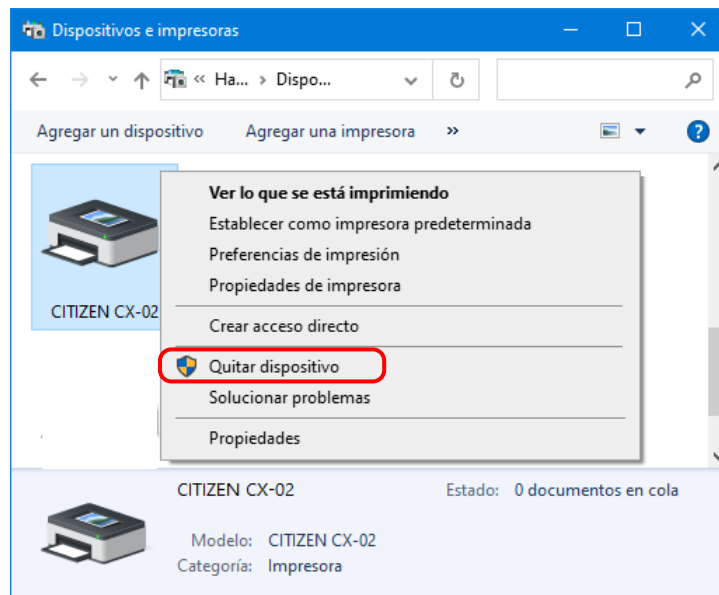 Dispositivos e impresoras
« Ha... > Dispo...
Agregar un dispositivo Agregar una impresora »
Ver lo que se está imprimiendo
Establecer como impresora predeterminada
Preferencias de impresión
Propiedades de impresora
CITIZEN CX-02
Crear acceso directo
Quitar dispositivo
Solucionar problemas
Propiedades
CITIZEN CX-02 Estado: 0 documentos en cola
Modelo: CITIZEN CX-02
Categoría: Impresora